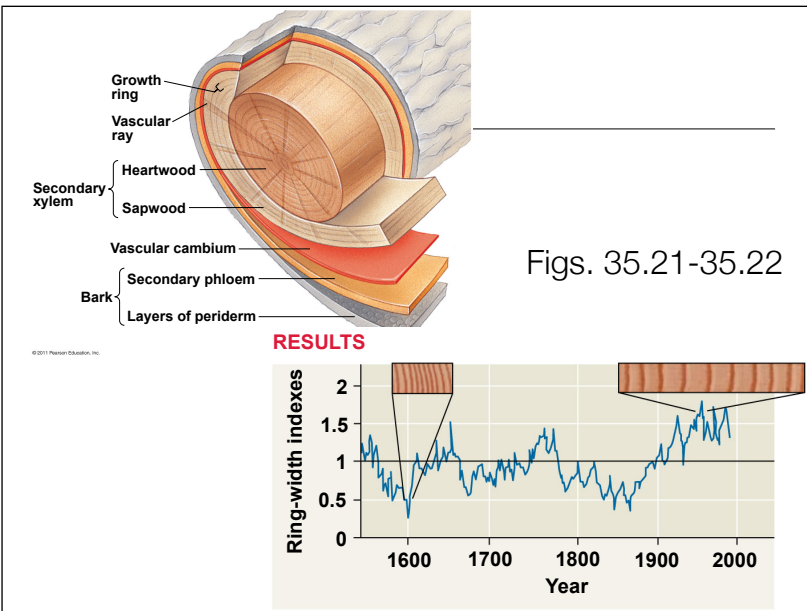 Growth
ring
Vascular
ray
Heartwood
Secondary
xylem
Sapwood
Vascular cambium
Secondary phloem
Bark
Layers of periderm
Figs. 35.21-35.22
© 2011 Pearson Education, Inc.
RESULTS
Ring-width indexes
2
1.5
1
0.5
0
1600 1700 1800 1900 2000
Year